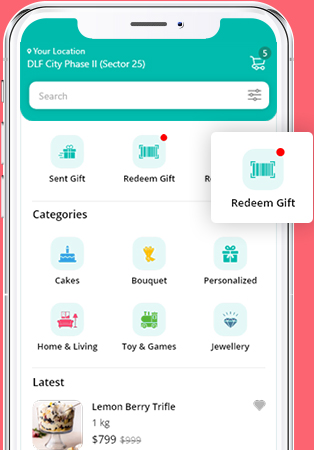 Your Location
5
DLF City Phase II (Sector 25)
Search
Sent Gift
Redeem Gift
R
Redeem Gift
Categories
Cakes
Bouquet
Personalized
Home & Living
Toy & Games
Jewellery
Latest
Lemon Berry Trifle
1 kg
$799 $999